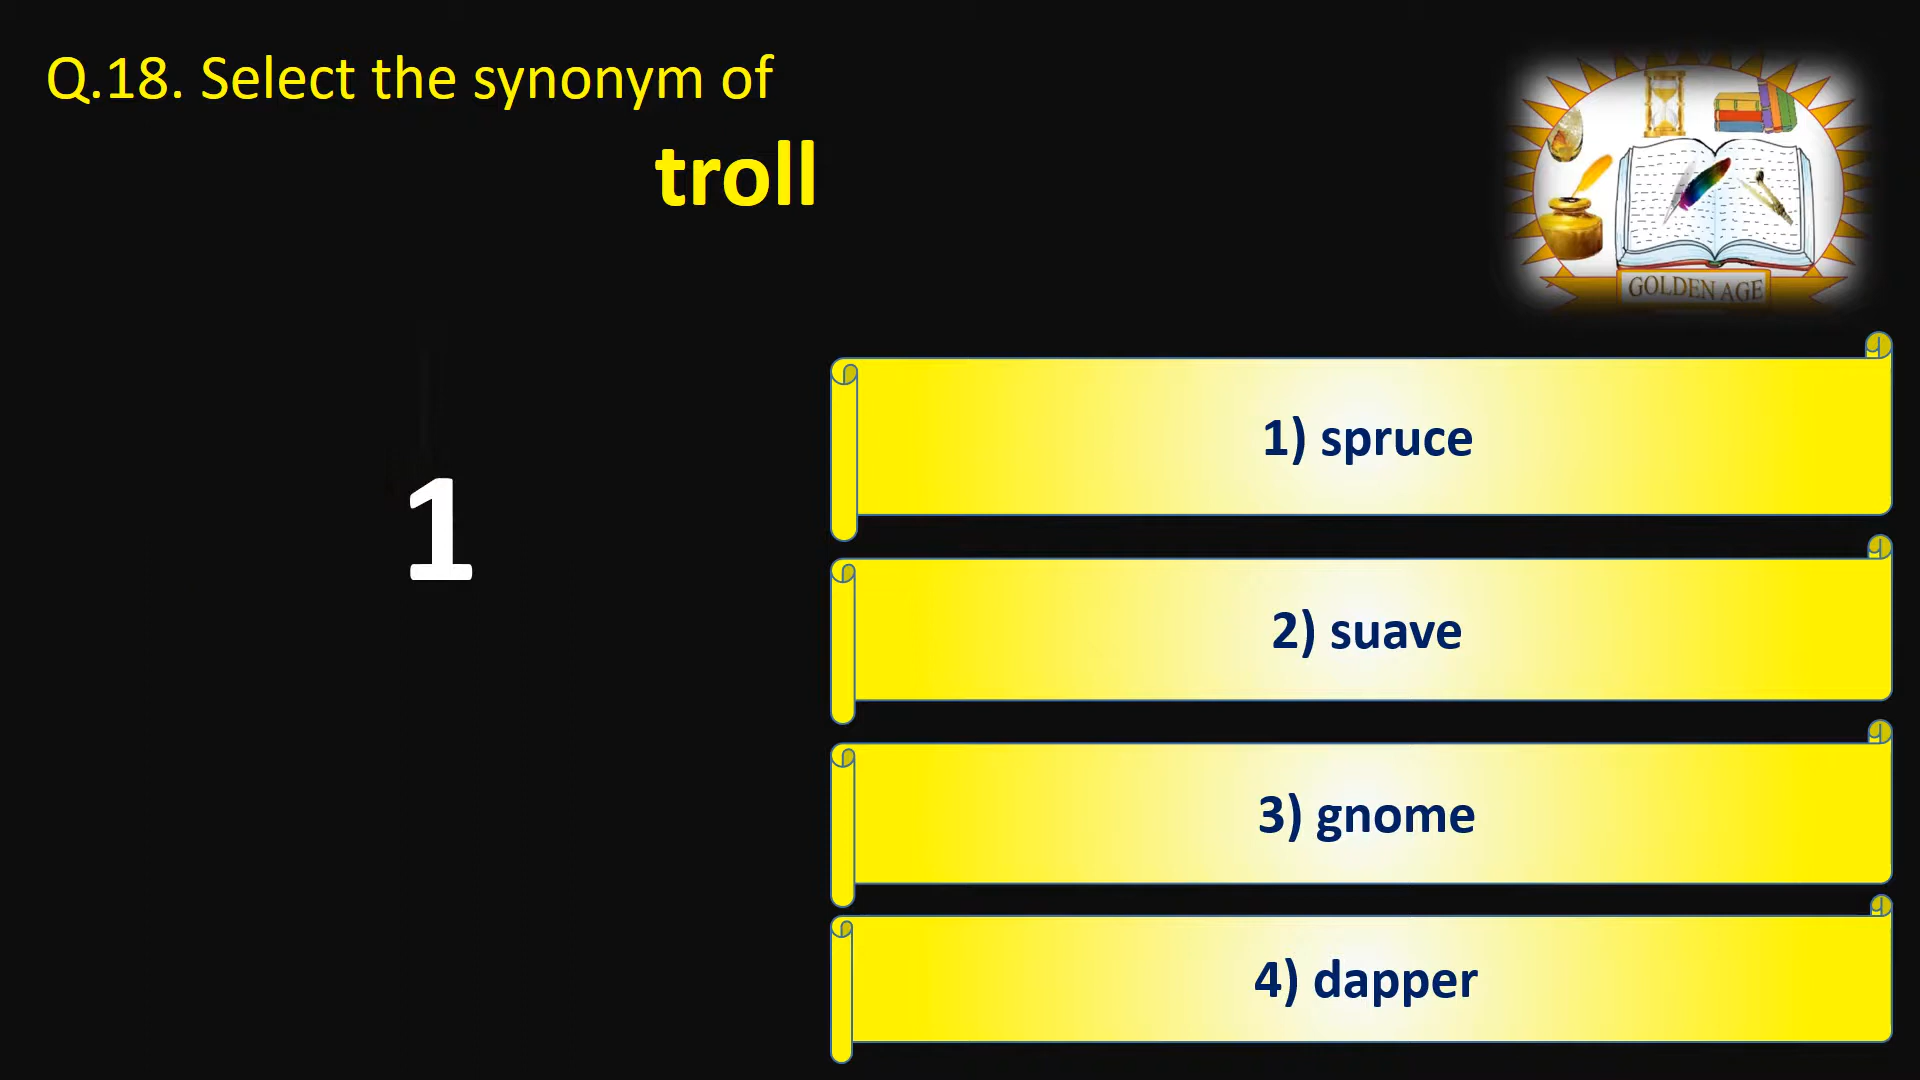 Q.18. Select the synonym of
troll
GOLDEN AGE
1
1) spruce
2) suave
3) gnome
4) dapper